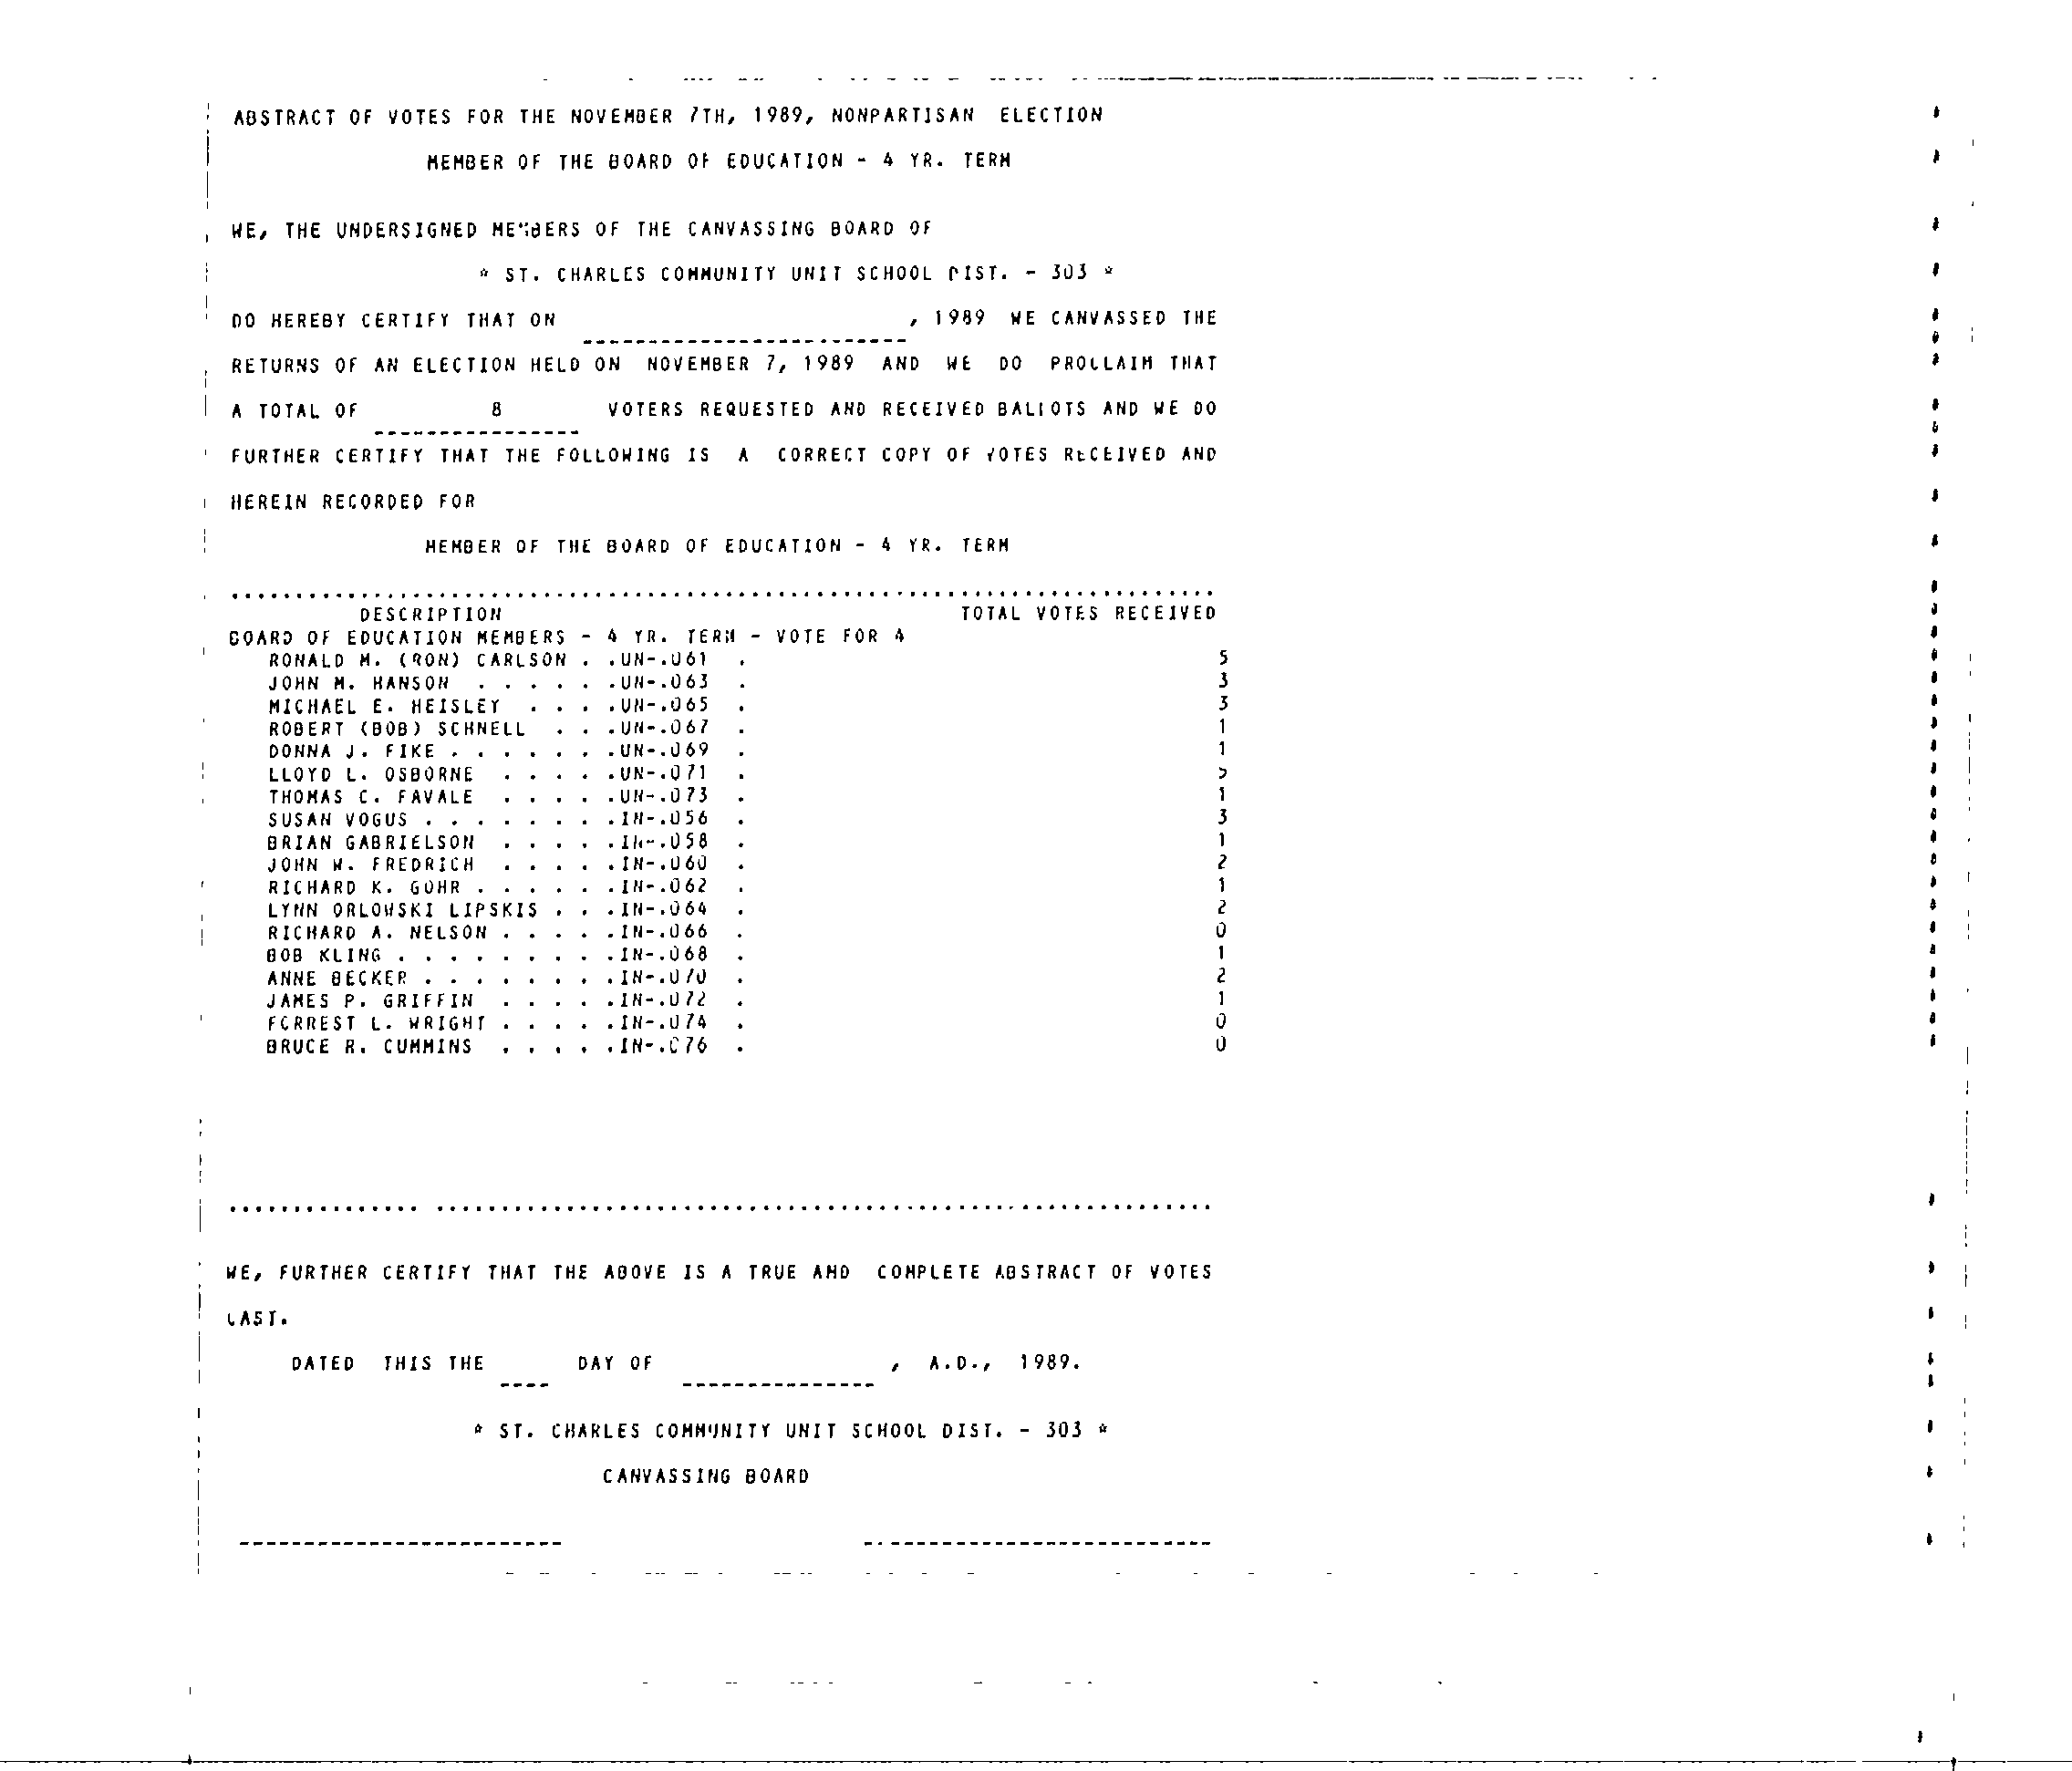 ABSTRACT OF VOTES FOR THE NOVEMBER 7TH, 1989, NONPARTISAN ELECTION
MEMBER OF THE BOARD OF EDUCATION - 4 YR. TERM
WE, THE UNDERSIGNED MEMBERS OF THE CANVASSING BOARD OF
* ST. CHARLES COMMUNITY UNIT SCHOOL DIST. - 303 *
DO HEREBY CERTIFY THAT ON _________________________, 1989 WE CANVASSED THE
RETURNS OF AN ELECTION HELD ON NOVEMBER 7, 1989 AND WE DO PROCLAIM THAT
A TOTAL OF 8 VOTERS REQUESTED AND RECEIVED BALLOTS AND WE DO
FURTHER CERTIFY THAT THE FOLLOWING IS A CORRECT COPY OF VOTES RECEIVED AND
HEREIN RECORDED FOR
MEMBER OF THE BOARD OF EDUCATION - 4 YR. TERM
DESCRIPTION TOTAL VOTES RECEIVED
BOARD OF EDUCATION MEMBERS - 4 YR. TERM - VOTE FOR 4
RONALD M. (RON) CARLSON . .UN-.061 . 5
JOHN M. HANSON . . . . . .UN-.063 . 3
MICHAEL E. HEISLEY . . . .UN-.065 . 3
ROBERT (BOB) SCHNELL . . .UN-.067 . 1
DONNA J. FIKE . . . . . . .UN-.069 . 1
LLOYD L. OSBORNE . . . . .UN-.071 . 5
THOMAS C. FAVALE . . . . .UN-.073 . 1
SUSAN VOGUS . . . . . . . .IN-.056 . 3
BRIAN GABRIELSON . . . . .IN-.058 . 1
JOHN W. FREDRICH . . . . .IN-.060 . 2
RICHARD K. GOHR . . . . . .IN-.062 . 1
LYNN ORLOWSKI LIPSKIS . . .IN-.064 . 2
RICHARD A. NELSON . . . . .IN-.066 . 0
BOB KLING . . . . . . . . .IN-.068 . 1
ANNE BECKER . . . . . . . .IN-.070 . 2
JAMES P. GRIFFIN . . . . .IN-.072 . 1
FORREST L. WRIGHT . . . . .IN-.074 . 0
BRUCE R. CUMMINS . . . . .IN-.076 . 0
WE, FURTHER CERTIFY THAT THE ABOVE IS A TRUE AND COMPLETE ABSTRACT OF VOTES
CAST.
DATED THIS THE ____ DAY OF _______________, A.D., 1989.
* ST. CHARLES COMMUNITY UNIT SCHOOL DIST. - 303 *
CANVASSING BOARD